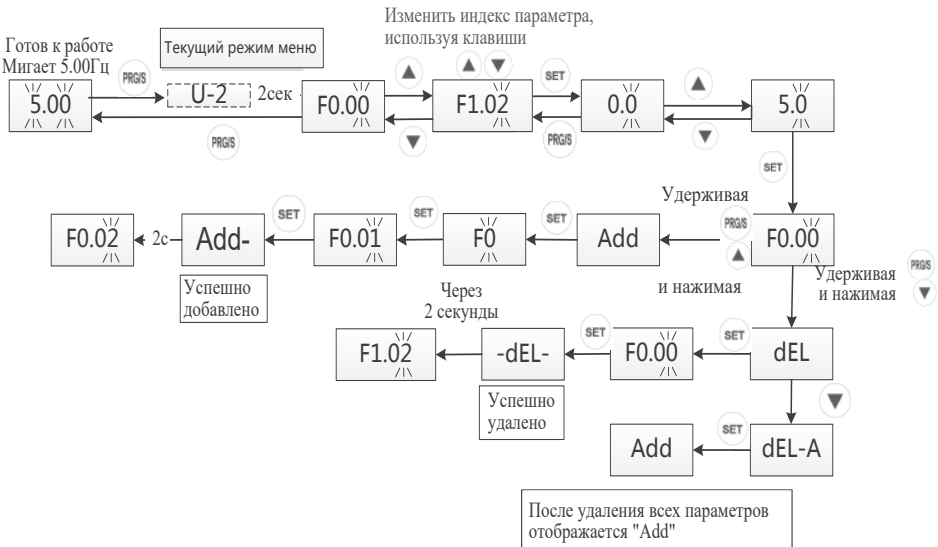 Изменить индекс параметра,
используя клавиши
Готов к работе
Мигает 5.00Гц
Текущий режим меню
PRG/S
SET
5.00
U-2
2сек
F0.00
F1.02
0.0
5.0
PRG/S
PRG/S
SET
Удерживая
F0.02
2с
Add-
SET
F0.01
SET
F0
SET
Add
PRG/S
F0.00
Успешно
добавлено
и нажимая
Удерживая
и нажимая
PRG/S
Через
2 секунды
F1.02
-dEL-
SET
F0.00
SET
dEL
Успешно
удалено
Add
SET
dEL-A
После удаления всех параметров
отображается "Add"